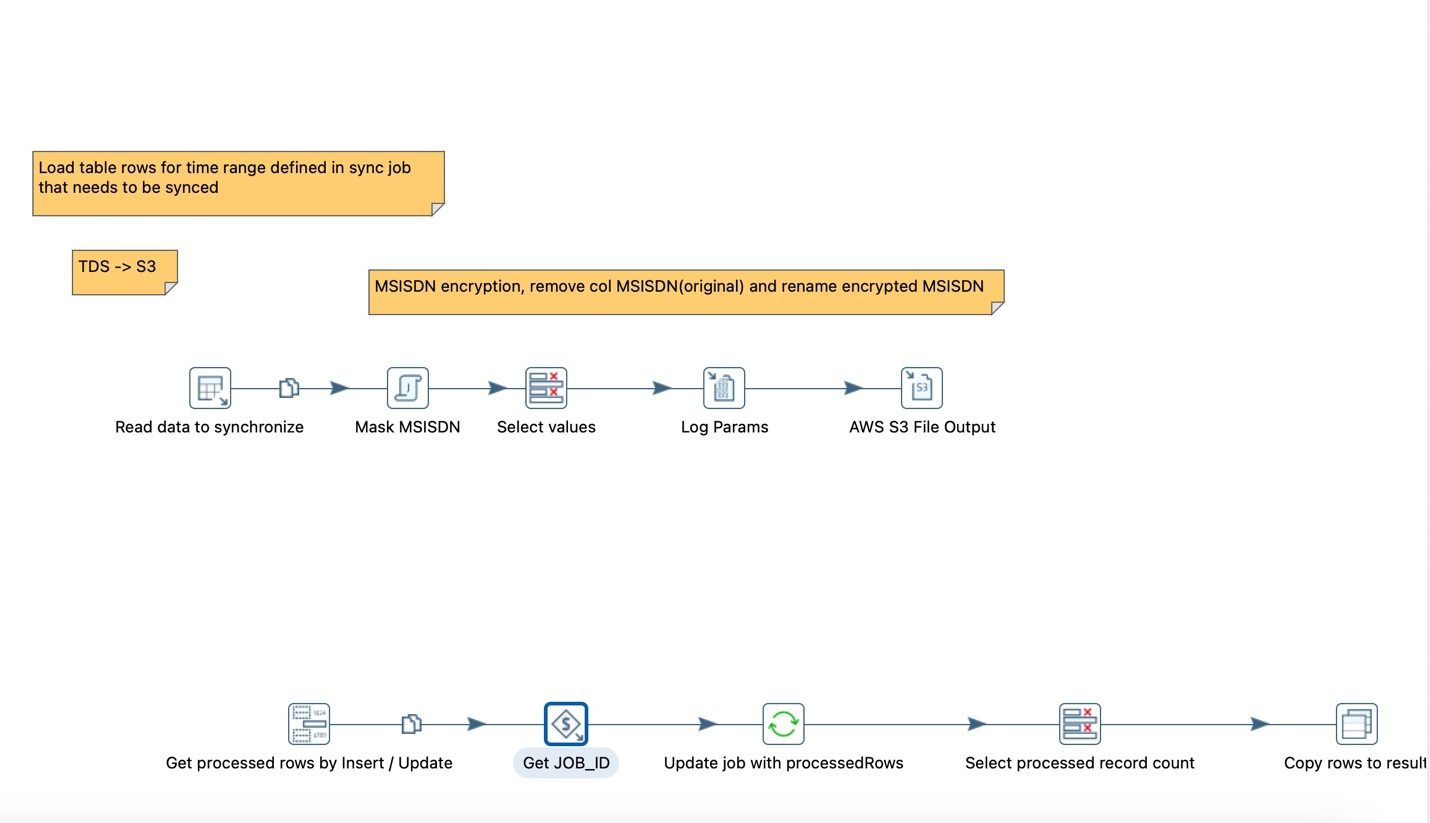 Load table rows for time range defined in sync job
that needs to be synced
TDS -> S3
MSISDN encryption, remove col MSISDN(original) and rename encrypted MSISDN
S3
Read data to synchronize
Mask MSISDN
Select values
Log Params
AWS S3 File Output
$
Get processed rows by Insert / Update
Get JOB_ID
Update job with processedRows
Select processed record count
Copy rows to result